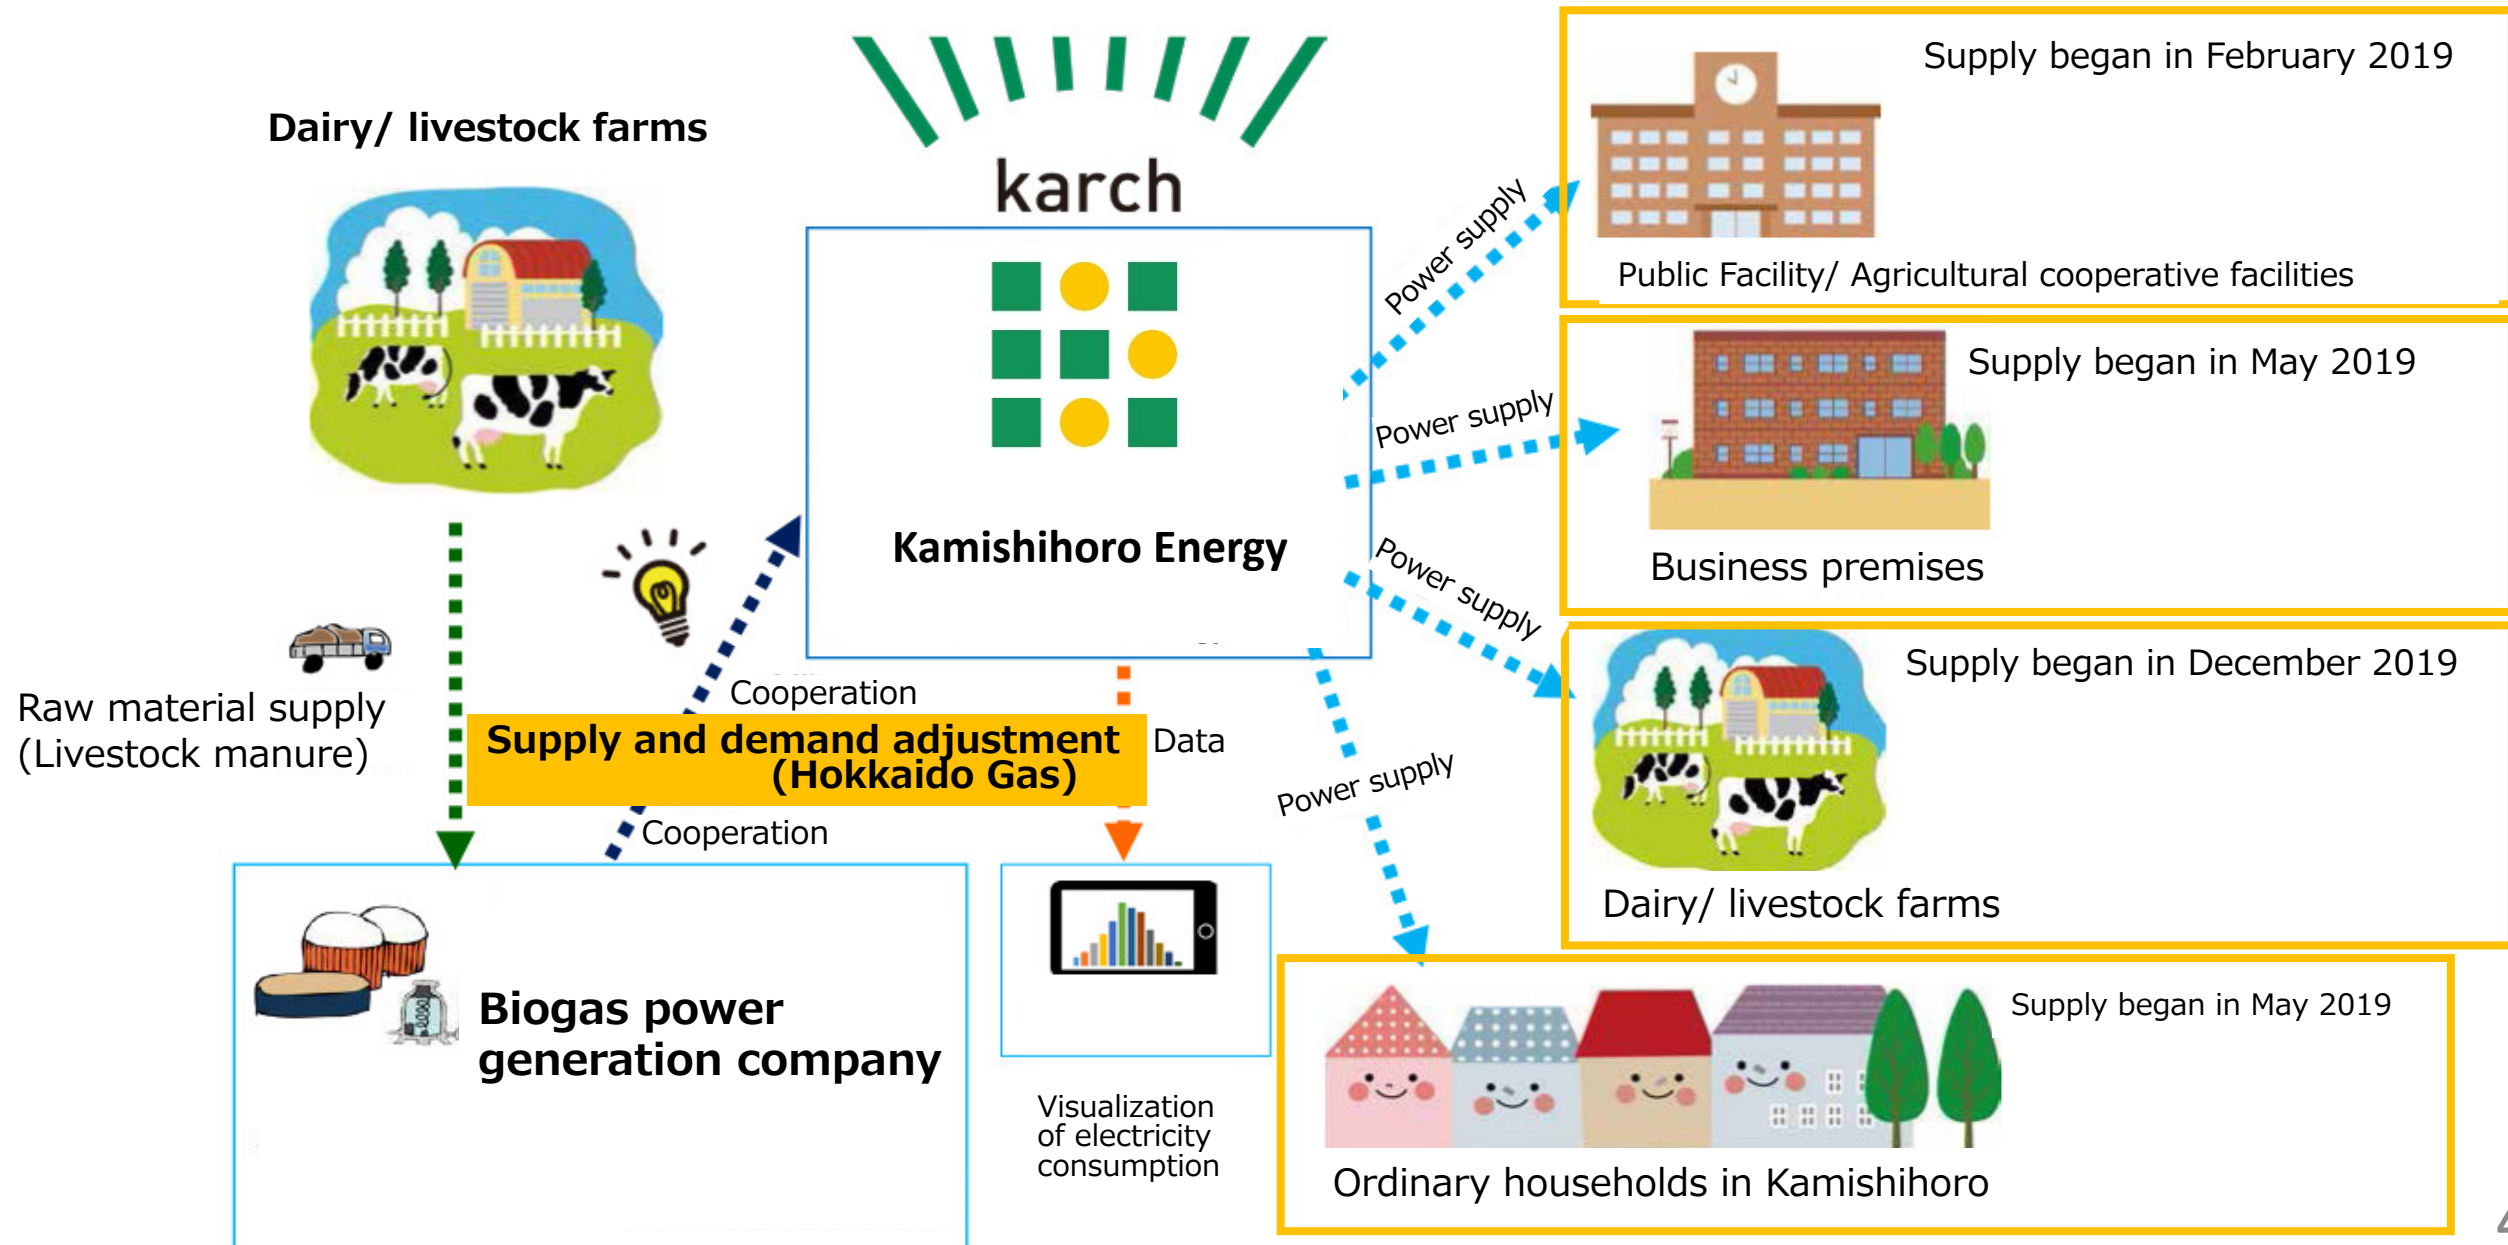 Dairy/ livestock farms
karch
Kamishihoro Energy
Raw material supply
(Livestock manure)
Cooperation
Supply and demand adjustment
(Hokkaido Gas)
Cooperation
Data
Biogas power
generation company
Visualization
of electricity
consumption
Power supply
Supply began in February 2019
Public Facility/ Agricultural cooperative facilities
Power supply
Supply began in May 2019
Business premises
Power supply
Supply began in December 2019
Dairy/ livestock farms
Power supply
Supply began in May 2019
Ordinary households in Kamishihoro